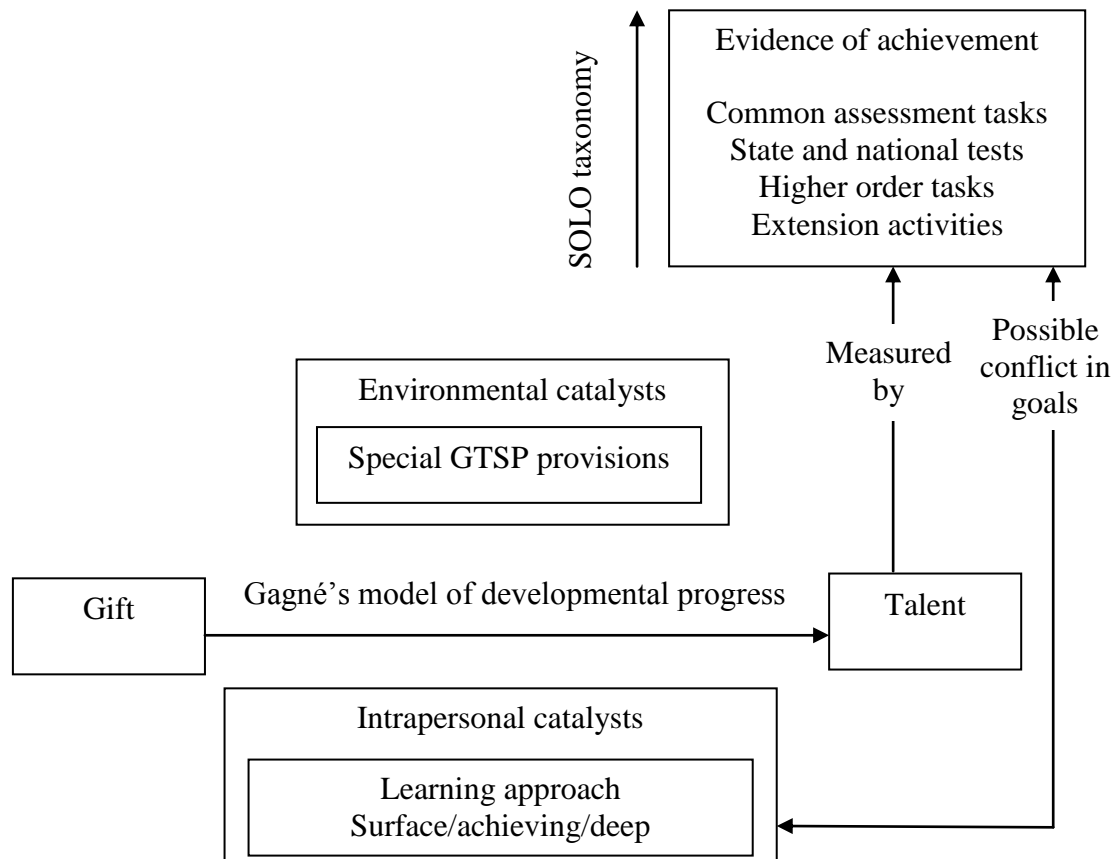 Evidence of achievement
Common assessment tasks
State and national tests
Higher order tasks
Extension activities
SOLO taxonomy
Measured
by
Possible
conflict in
goals
Environmental catalysts
Special GTSP provisions
Gift
Gagné’s model of developmental progress
Talent
Intrapersonal catalysts
Learning approach
Surface/achieving/deep